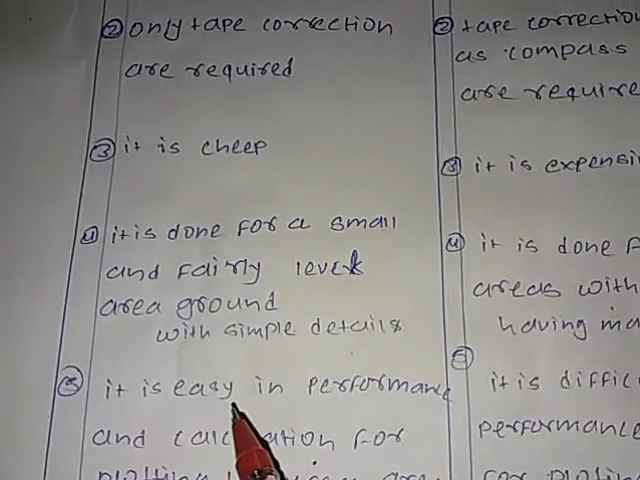 ② only tape correction
are required
③ it is cheep
④ it is done for a small
and fairly level
area ground
with simple details
⑤ it is easy in performance
and
for
② tape correction
as compass
are require
③ it is expensi
④ it is done f
areas with
having ma
⑤ it is diffic
performance
for